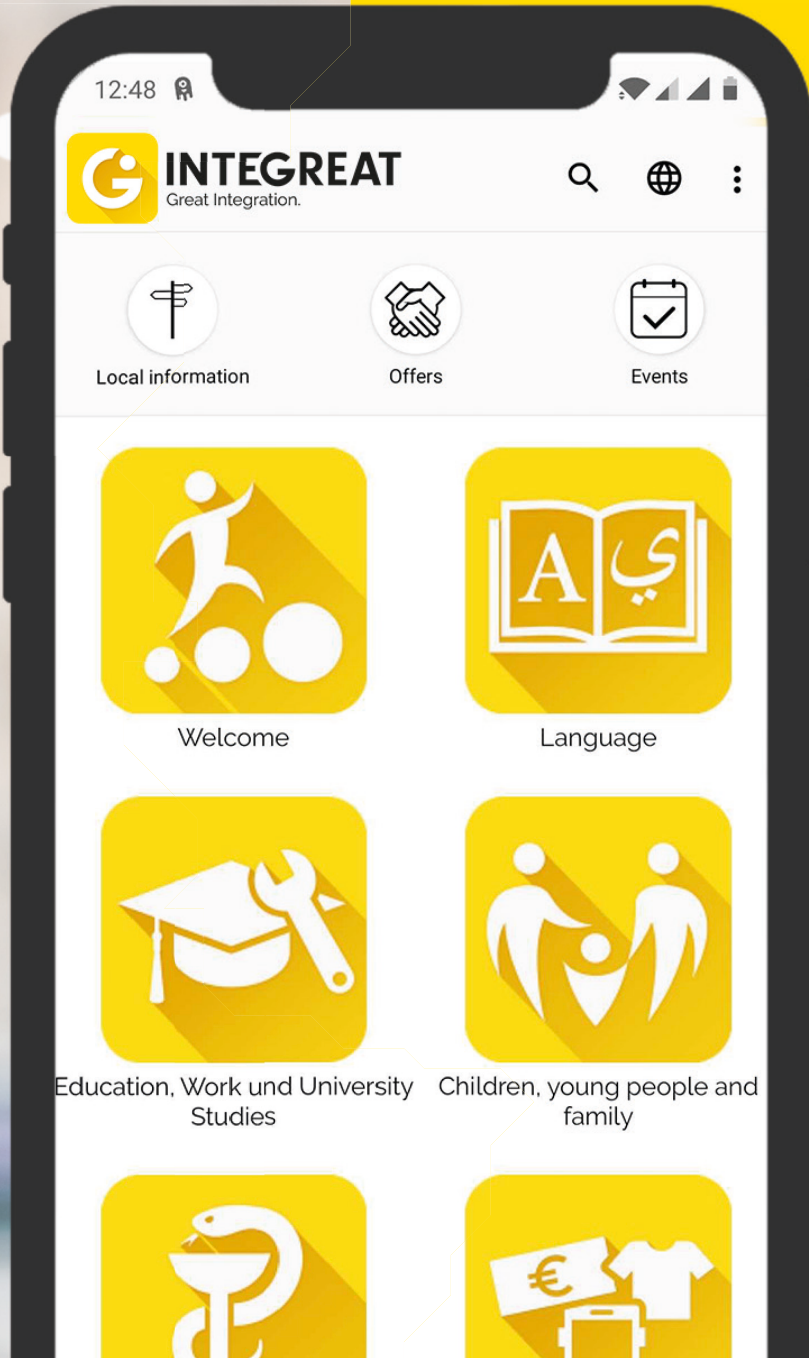 12:48
INTEGREAT
Great Integration.
Local information
Offers
Events
A ي
Welcome
Language
Education, Work und University
Studies
Children, young people and
family
€